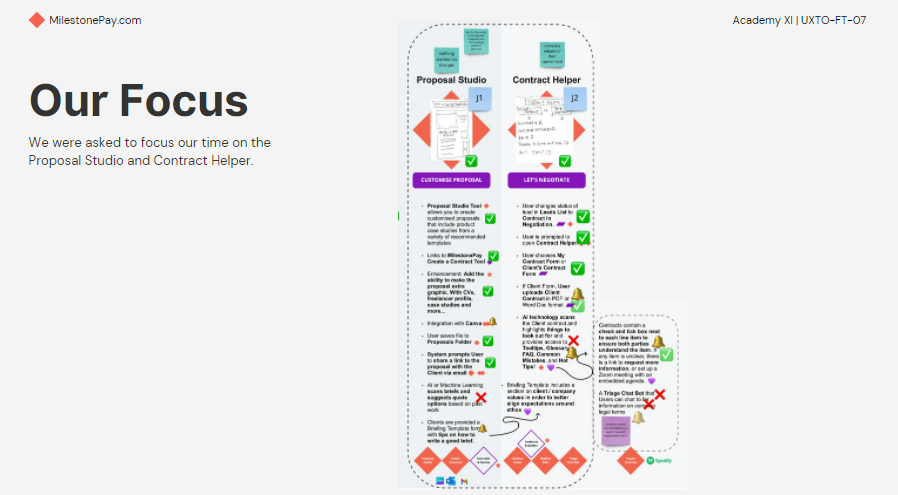 MilestonePay.com
Academy XI | UXTO-FT-07
Our Focus
We were asked to focus our time on the
Proposal Studio and Contract Helper.
Proposal Studio
J1
CUSTOMISE PROPOSAL
Proposal Studio Tool
allows you to create
customised proposals
that include product
case studies from a
variety of recommended
templates
Links to MilestonePay
Create a Contract Tool
Enhancement: Add the
ability to make the
proposal extra
graphic. With CVs,
freelancer profile,
case studies and
more...
Integration with Canva
User saves file to
Proposals Folder
System prompts User
to share a link to the
proposal with the
Client via email
AI or Machine Learning
scans briefs and
suggests quote
options based on past
work
Clients are provided a
Briefing Template form
with tips on how to
write a good brief
Contract Helper
J2
LET'S NEGOTIATE
User changes status of
lead in Leads List to
Contract in
Negotiation.
User is prompted to
open Contract Helper.
User chooses My
Contract Form or
Client's Contract
Form
If Client Form, User
uploads Client
Contract in PDF or
Word Doc format
AI technology scans
the Client contract and
highlights things to
look out for and
provides access to
Tooltips, Glossary
FAQ, Common
Mistakes, and Hot
Tips!
Briefing Template includes a
section on client / company
values in order to better
align expectations around
ethos
Contracts contain a
check and tick box next
to each line item to
ensure both parties
understand the item. If
any item is unclear, there
is a link to request more
information, or set up a
Zoom meeting with an
embedded agenda.
A Triage Chat Bot that
Users can chat to for
information on
legal terms
Spotify